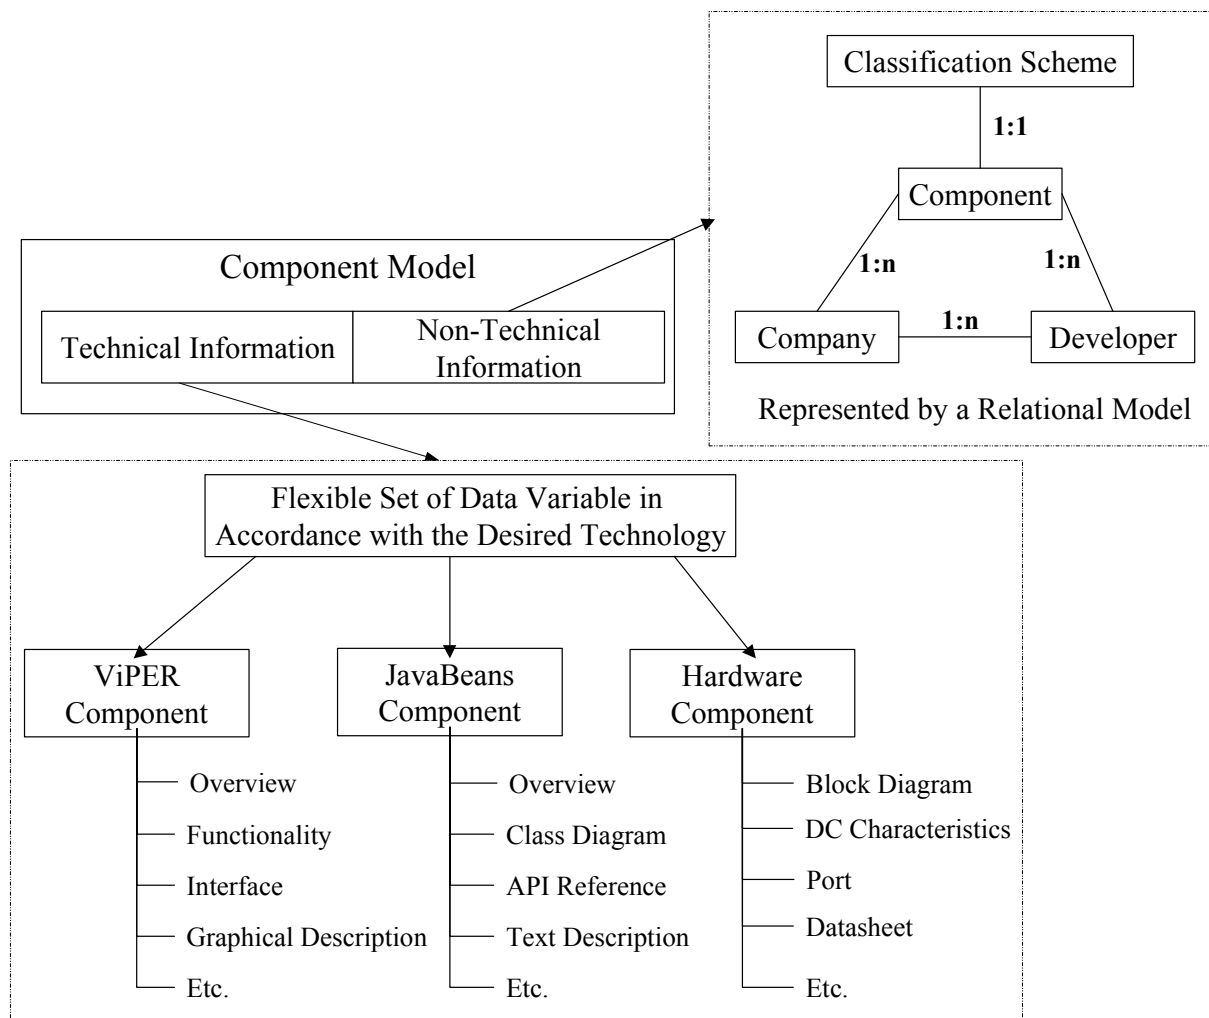 Classification Scheme
1:1
Component
1:n
1:n
Company
1:n
Developer
Represented by a Relational Model
Component Model
Technical Information
Non-Technical
Information
Flexible Set of Data Variable in
Accordance with the Desired Technology
ViPER
Component
Overview
Functionality
Interface
Graphical Description
Etc.
JavaBeans
Component
Overview
Class Diagram
API Reference
Text Description
Etc.
Hardware
Component
Block Diagram
DC Characteristics
Port
Datasheet
Etc.